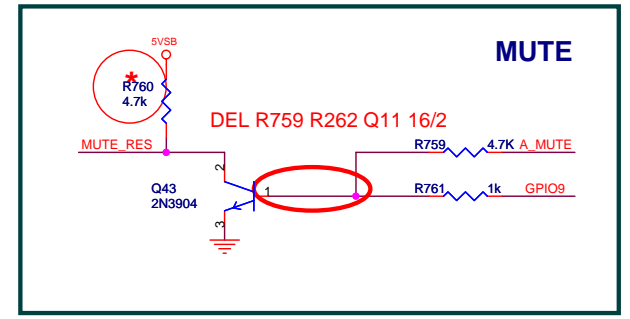 5VSB
MUTE
*
R760
4.7k
DEL R759 R262 Q11 16/2
MUTE_RES
R759 4.7K A_MUTE
2
Q43
2N3904
1
R761 1k GPIO9
3